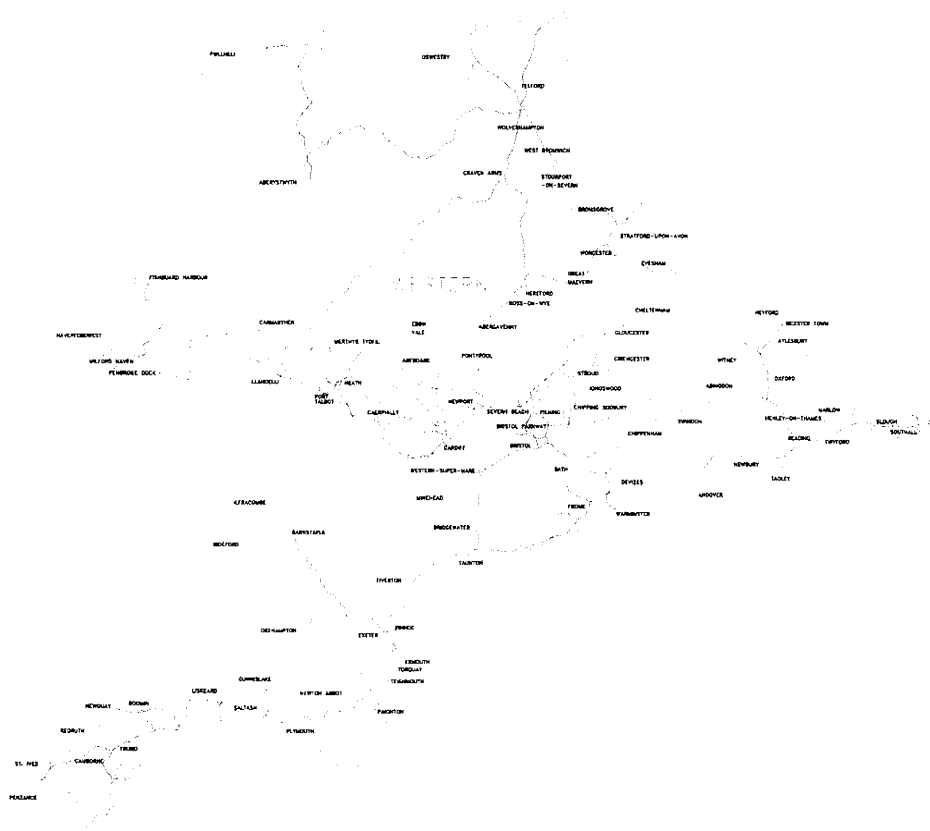 PWLLHELI
OSWESTRY
TELFORD
WOLVERHAMPTON
WEST BROMWICH
CRAVEN ARMS
STOURPORT
-ON-SEVERN
ABERYSTWYTH
BROMSGROVE
STRATFORD-UPON-AVON
WORCESTER
EVESHAM
GREAT
MALVERN
FISHGUARD HARBOUR
WESTERN
HEREFORD
ROSS-ON-WYE
CHELTENHAM
HEYFORD
BICESTER TOWN
CARMARTHEN
EBBW
VALE
ABERGAVENNY
GLOUCESTER
HAVERFORDWEST
MERTHYR TYDFIL
AYLESBURY
MILFORD HAVEN
ABERDARE
PONTYPOOL
CIRENCESTER
WITNEY
PEMBROKE DOCK
STROUD
LLANELLI
NEATH
KINGSWOOD
ABINGDON
OXFORD
PORT
TALBOT
NEWPORT
CAERPHILLY
SEVERN BEACH
PILNING
CHIPPING SODBURY
MARLOW
HENLEY-ON-THAMES
SWINDON
SLOUGH
BRISTOL PARKWAY
CHIPPENHAM
SOUTHALL
CARDIFF
BRISTOL
READING
TWYFORD
WESTERN-SUPER-MARE
BATH
NEWBURY
TADLEY
DEVIZES
MINEHEAD
ANDOVER
ILFRACOMBE
FROME
WARMINSTER
BRIDGEWATER
BARNSTAPLE
BIDEFORD
TAUNTON
TIVERTON
OKEHAMPTON
EXETER
PINHOE
EXMOUTH
TORQUAY
GUNNISLAKE
TEIGNMOUTH
LISKEARD
NEWTON ABBOT
NEWQUAY
BODMIN
SALTASH
PAIGNTON
REDRUTH
PLYMOUTH
TRURO
ST. IVES
CAMBORNE
PENZANCE